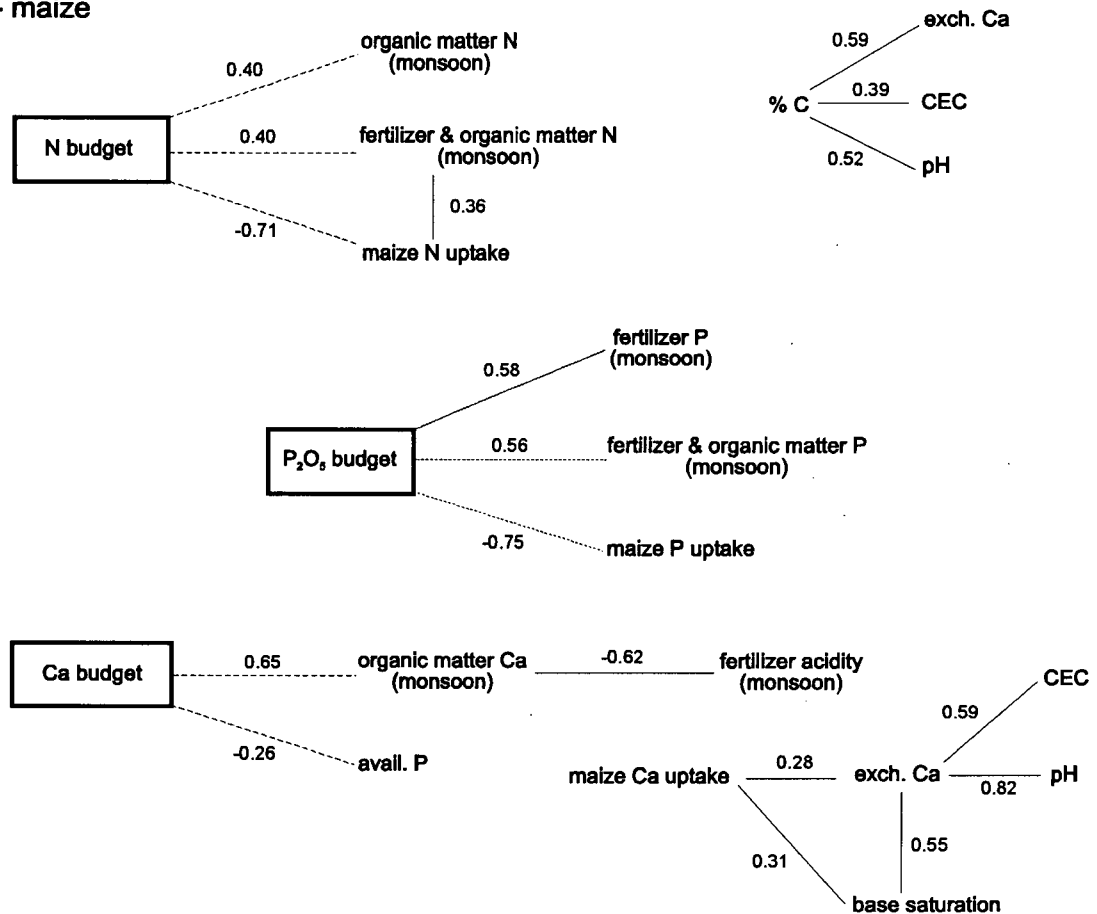 - maize
organic matter N
(monsoon)
0.40
N budget
0.40
fertilizer & organic matter N
(monsoon)
0.36
-0.71
maize N uptake
exch. Ca
0.59
% C
0.39
CEC
0.52
pH
fertilizer P
(monsoon)
0.58
P₂O₅ budget
0.56
fertilizer & organic matter P
(monsoon)
-0.75
maize P uptake
Ca budget
0.65
organic matter Ca
(monsoon)
-0.62
fertilizer acidity
(monsoon)
-0.26
avail. P
CEC
0.59
maize Ca uptake
0.28
exch. Ca
0.82
pH
0.31
0.55
base saturation